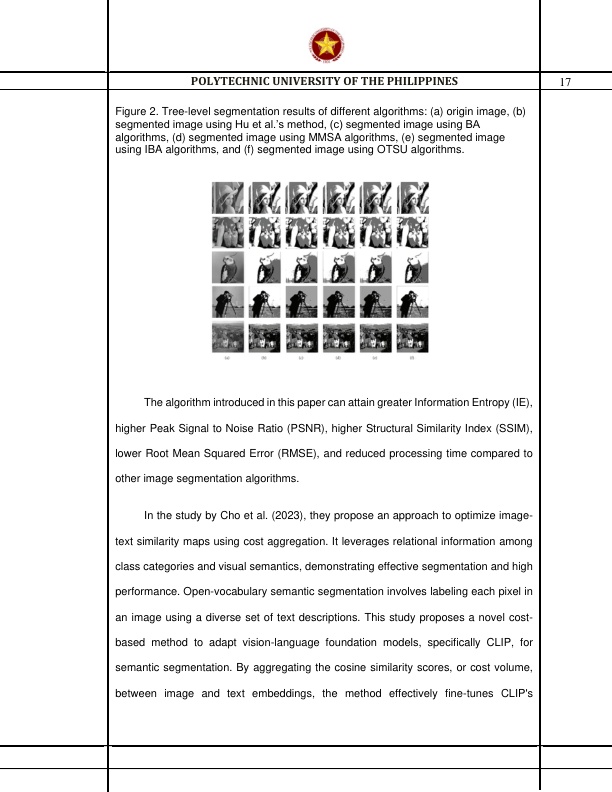 POLYTECHNIC UNIVERSITY OF THE PHILIPPINES
17
Figure 2. Tree-level segmentation results of different algorithms: (a) origin image, (b)
segmented image using Hu et al.'s method, (c) segmented image using BA
algorithms, (d) segmented image using MMSA algorithms, (e) segmented image
using IBA algorithms, and (f) segmented image using OTSU algorithms.
(a) (b) (c) (d) (e) (f)
The algorithm introduced in this paper can attain greater Information Entropy (IE),
higher Peak Signal to Noise Ratio (PSNR), higher Structural Similarity Index (SSIM),
lower Root Mean Squared Error (RMSE), and reduced processing time compared to
other image segmentation algorithms.
In the study by Cho et al. (2023), they propose an approach to optimize image-
text similarity maps using cost aggregation. It leverages relational information among
class categories and visual semantics, demonstrating effective segmentation and high
performance. Open-vocabulary semantic segmentation involves labeling each pixel in
an image using a diverse set of text descriptions. This study proposes a novel cost-
based method to adapt vision-language foundation models, specifically CLIP, for
semantic segmentation. By aggregating the cosine similarity scores, or cost volume,
between image and text embeddings, the method effectively fine-tunes CLIP's